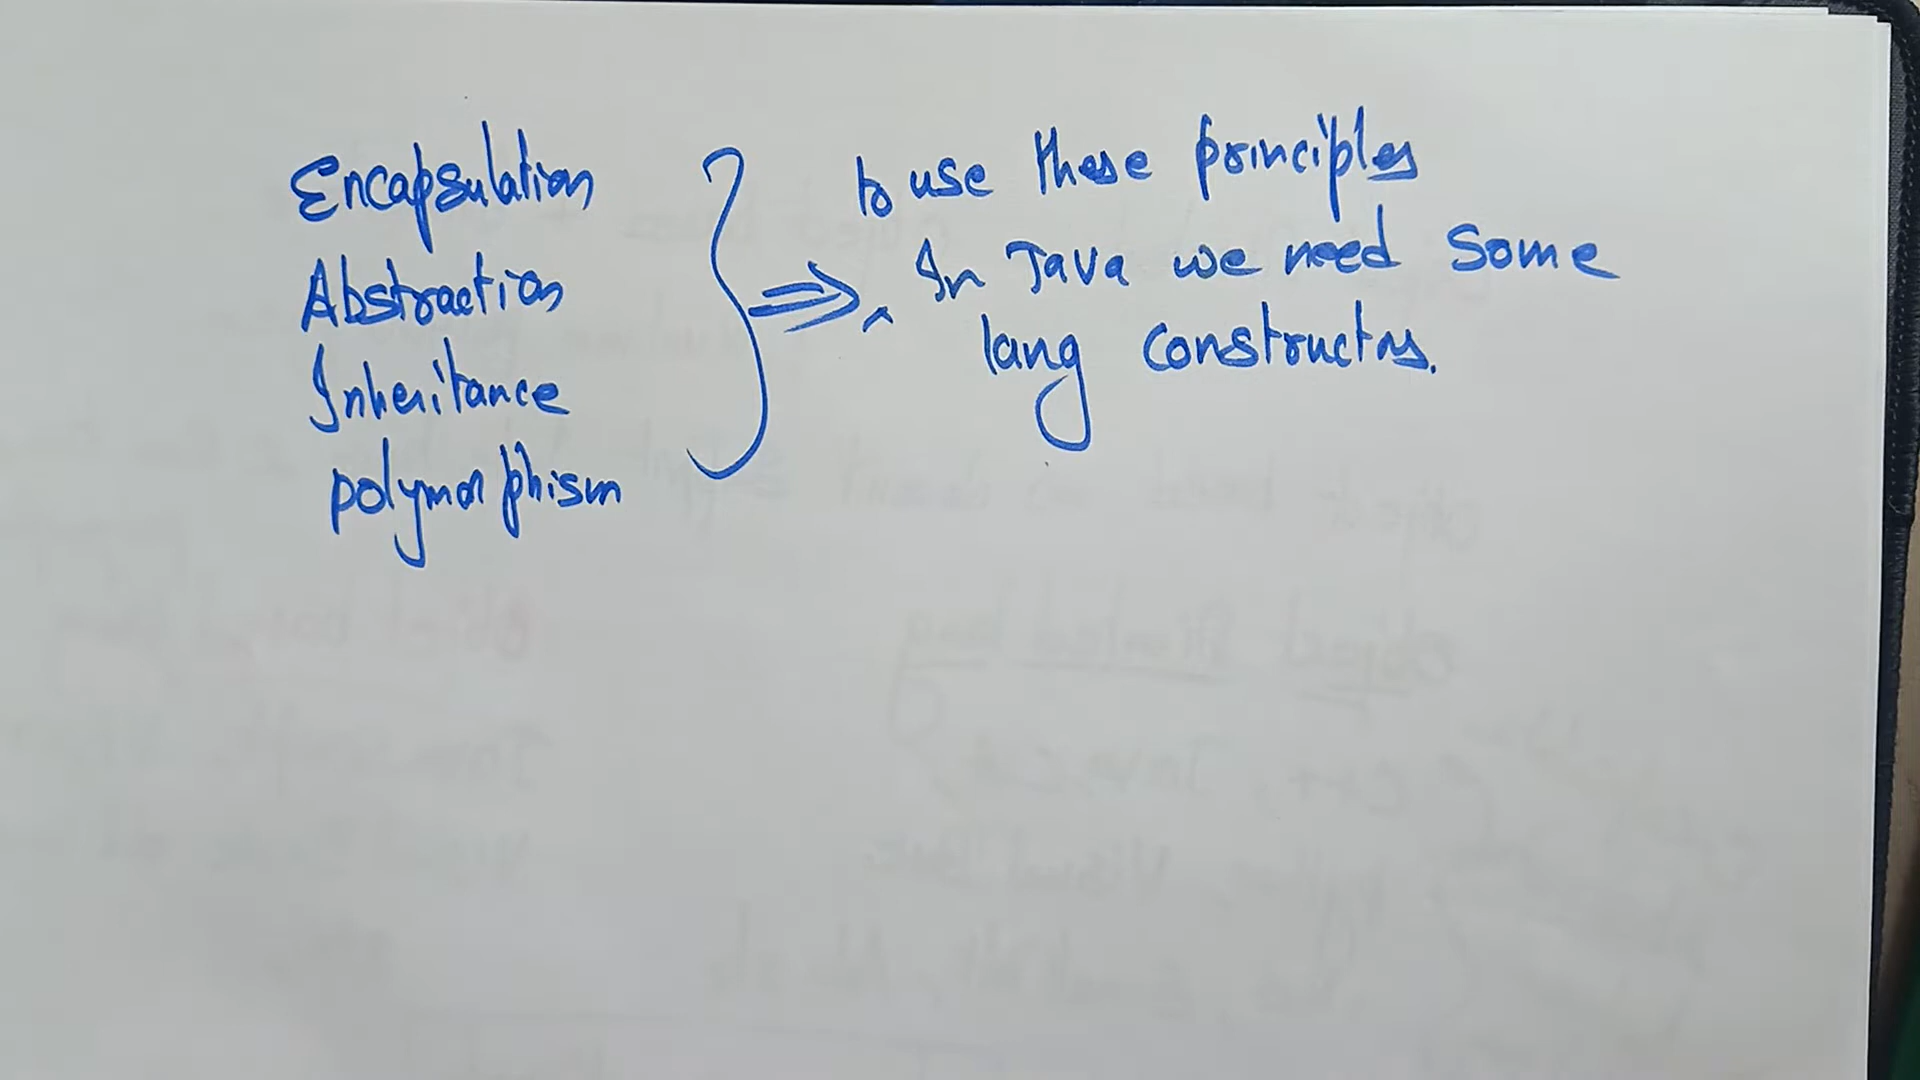 Encapsulation
Abstraction
Inheritance
polymorphism
to use these principles
In Java we need some
lang constructs.